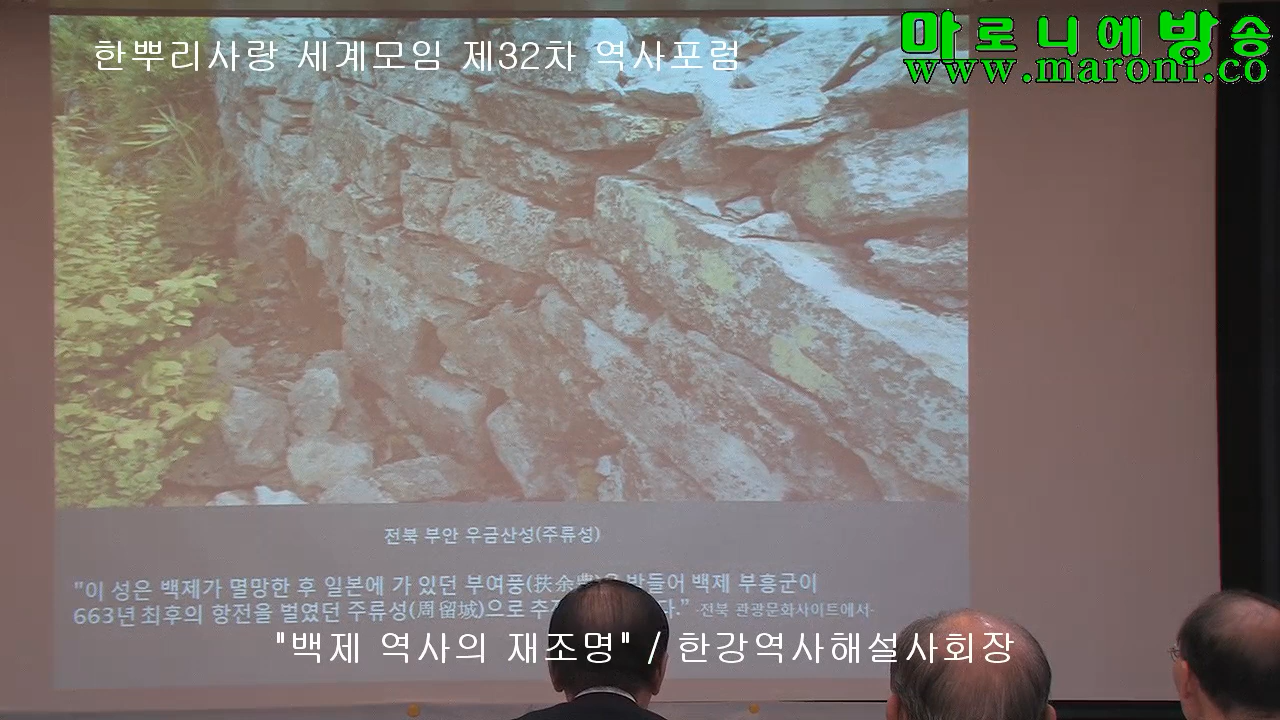 한뿌리사랑 세계모임 제32차 역사포럼
마로니에방송
www.maroni.co
전북 부안 우금산성(주류성)
"이 성은 백제가 멸망한 후 일본에 가 있던 부여풍(扶余 받들어 백제 부흥군이
663년 최후의 항전을 벌였던 주류성(周留城)으로 다." -전북 관광문화사이트에서-
"백제 역사의 재조명" / 한강역사해설사회장